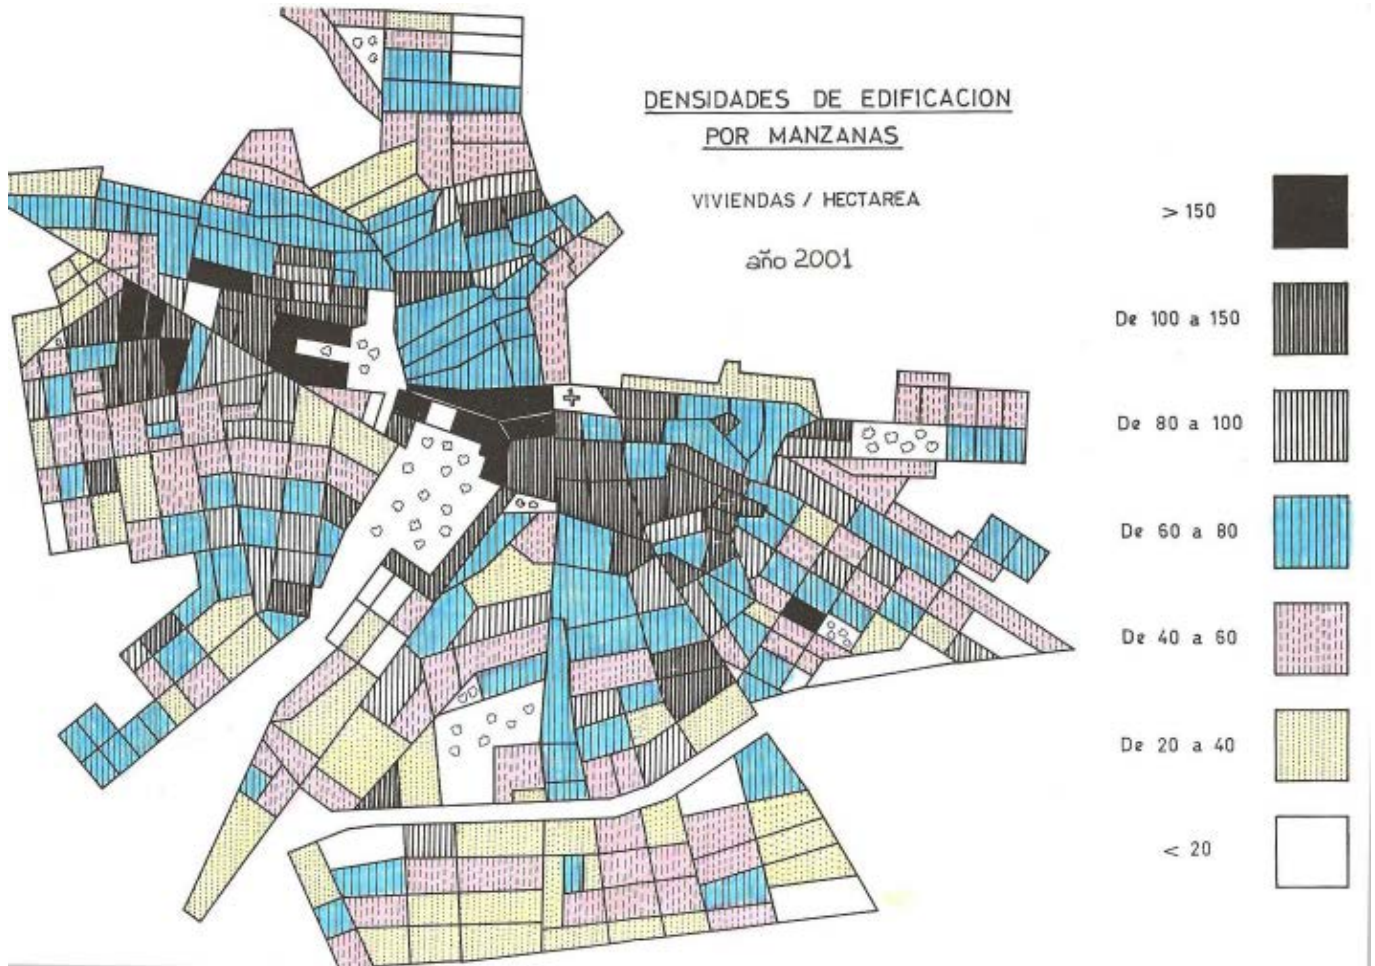 DENSIDADES DE EDIFICACION
POR MANZANAS
VIVIENDAS / HECTAREA
año 2001
> 150
De 100 a 150
De 80 a 100
De 60 a 80
De 40 a 60
De 20 a 40
< 20